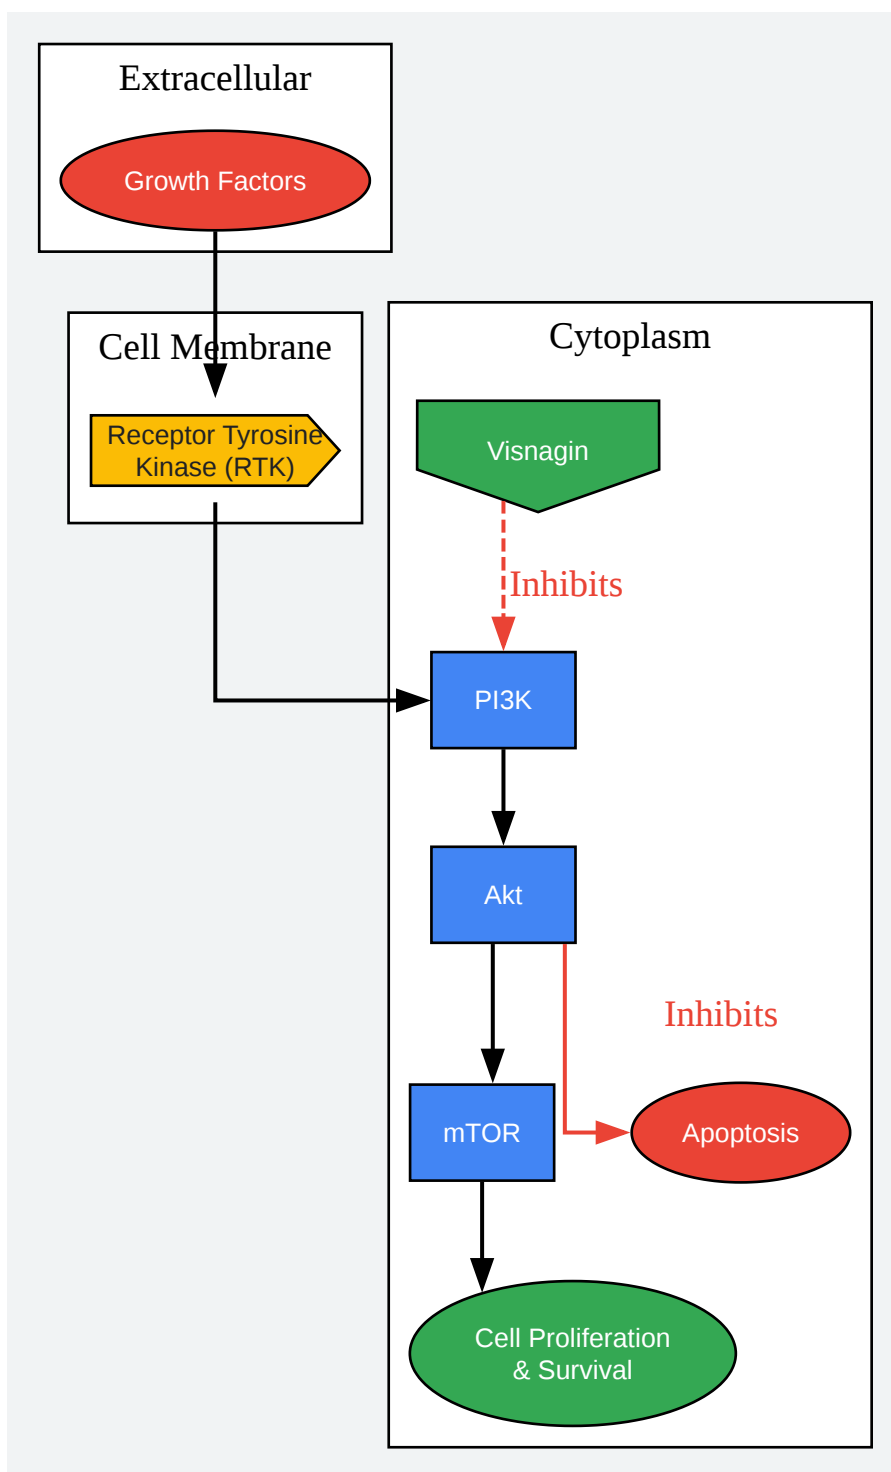 Extracellular
Growth Factors
Cell Membrane
Receptor Tyrosine
Kinase (RTK)
Cytoplasm
Visnagin
Inhibits
PI3K
Akt
Inhibits
mTOR
Apoptosis
Cell Proliferation
& Survival